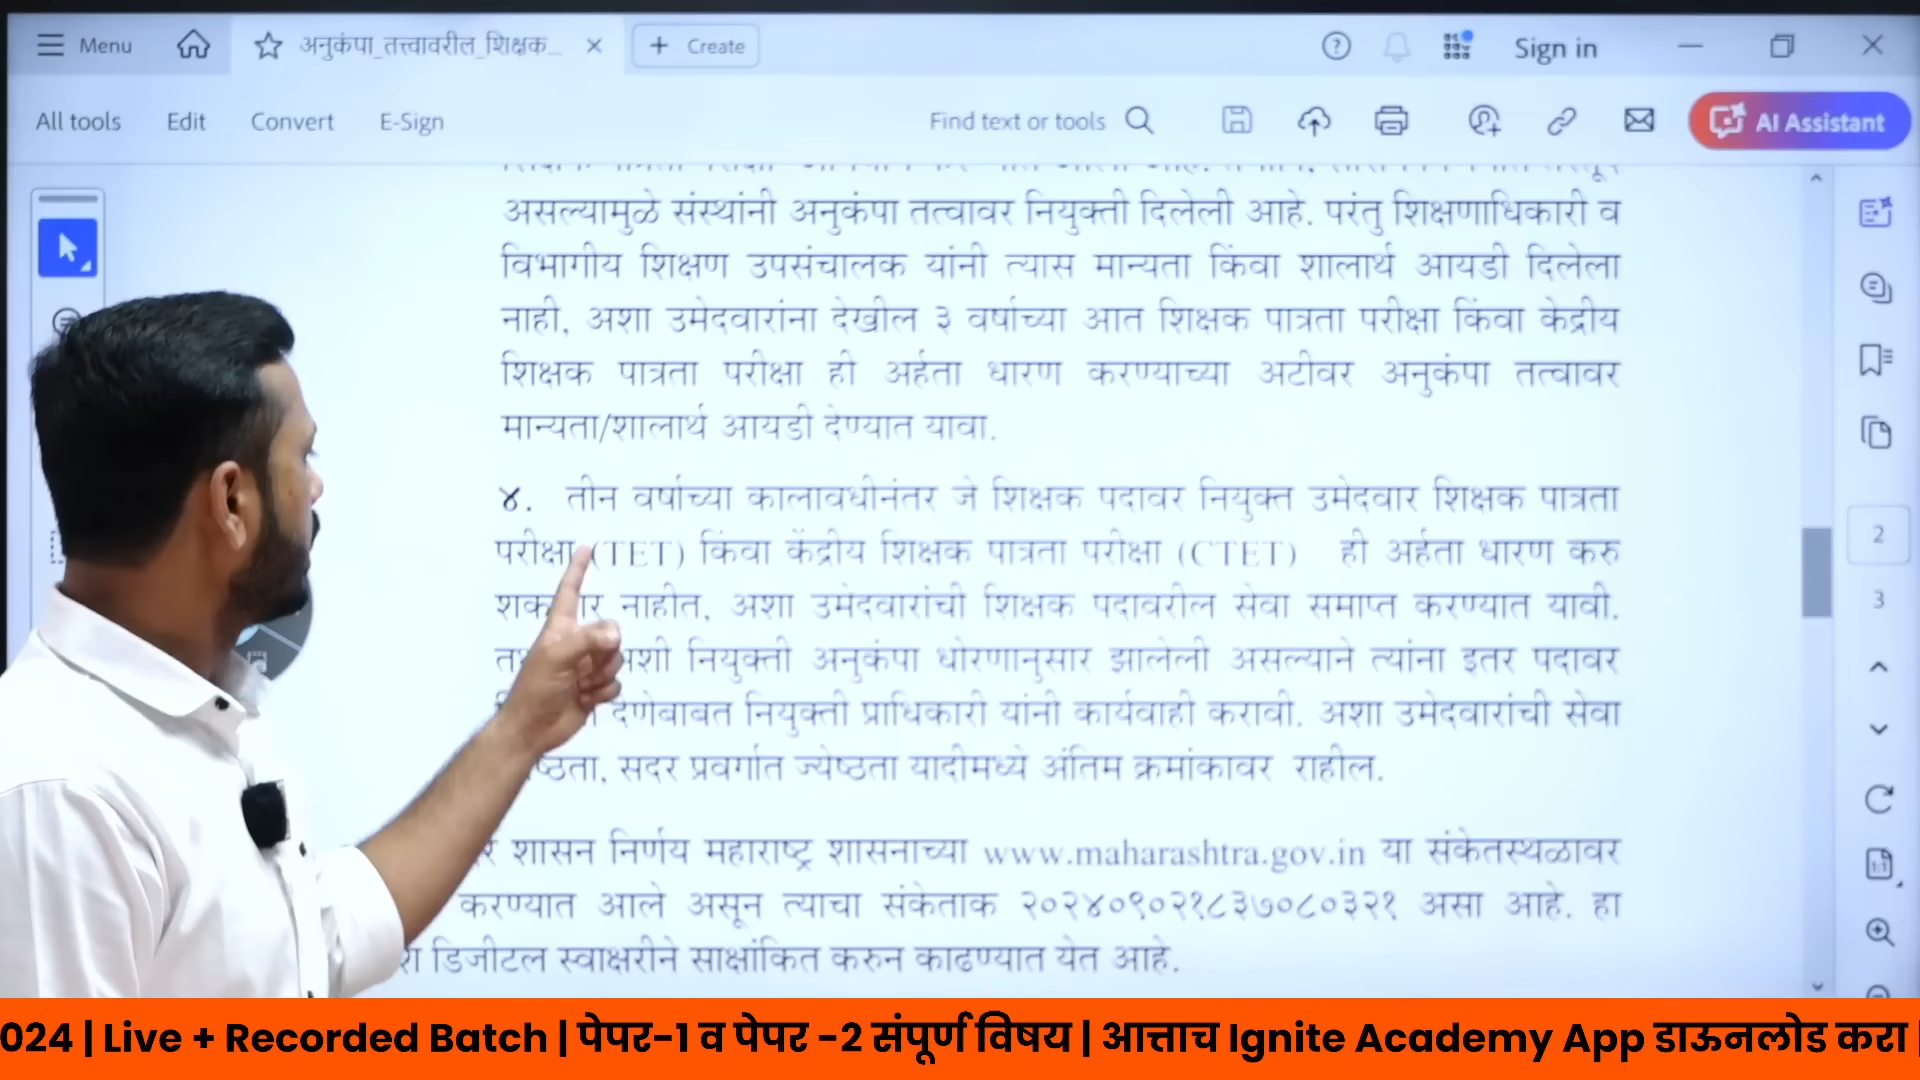 Menu
अनुकंपा_तत्त्वावरील_शिक्षक...
Create
Sign in
All tools
Edit
Convert
E-Sign
Find text or tools
AI Assistant
असल्यामुळे संस्थांनी अनुकंपा तत्वावर नियुक्ती दिलेली आहे. परंतु शिक्षणाधिकारी व
विभागीय शिक्षण उपसंचालक यांनी त्यास मान्यता किंवा शालार्थ आयडी दिलेला
नाही, अशा उमेदवारांना देखील ३ वर्षाच्या आत शिक्षक पात्रता परीक्षा किंवा केद्रीय
शिक्षक पात्रता परीक्षा ही अर्हता धारण करण्याच्या अटीवर अनुकंपा तत्वावर
मान्यता/शालार्थ आयडी देण्यात यावा.
४. तीन वर्षाच्या कालावधीनंतर जे शिक्षक पदावर नियुक्त उमेदवार शिक्षक पात्रता
परीक्षा (TET) किंवा केंद्रीय शिक्षक पात्रता परीक्षा (CTET) ही अर्हता धारण करु
नाहीत, अशा उमेदवारांची शिक्षक पदावरील सेवा समाप्त करण्यात यावी.
नियुक्ती अनुकंपा धोरणानुसार झालेली असल्याने त्यांना इतर पदावर
देणेबाबत नियुक्ती प्राधिकारी यांनी कार्यवाही करावी. अशा उमेदवारांची सेवा
सदर प्रवर्गात ज्येष्ठता यादीमध्ये अंतिम क्रमांकावर राहील.
शासन निर्णय महाराष्ट्र शासनाच्या www.maharashtra.gov.in या संकेतस्थळावर
करण्यात आले असून त्याचा संकेताक २०२४०९०२१८३७०८०३२१ असा आहे. हा
डिजीटल स्वाक्षरीने साक्षांकित करुन काढण्यात येत आहे.
2
3
024 | Live + Recorded Batch | पेपर-1 व पेपर -2 संपूर्ण विषय | आत्ताच Ignite Academy App डाऊनलोड करा |